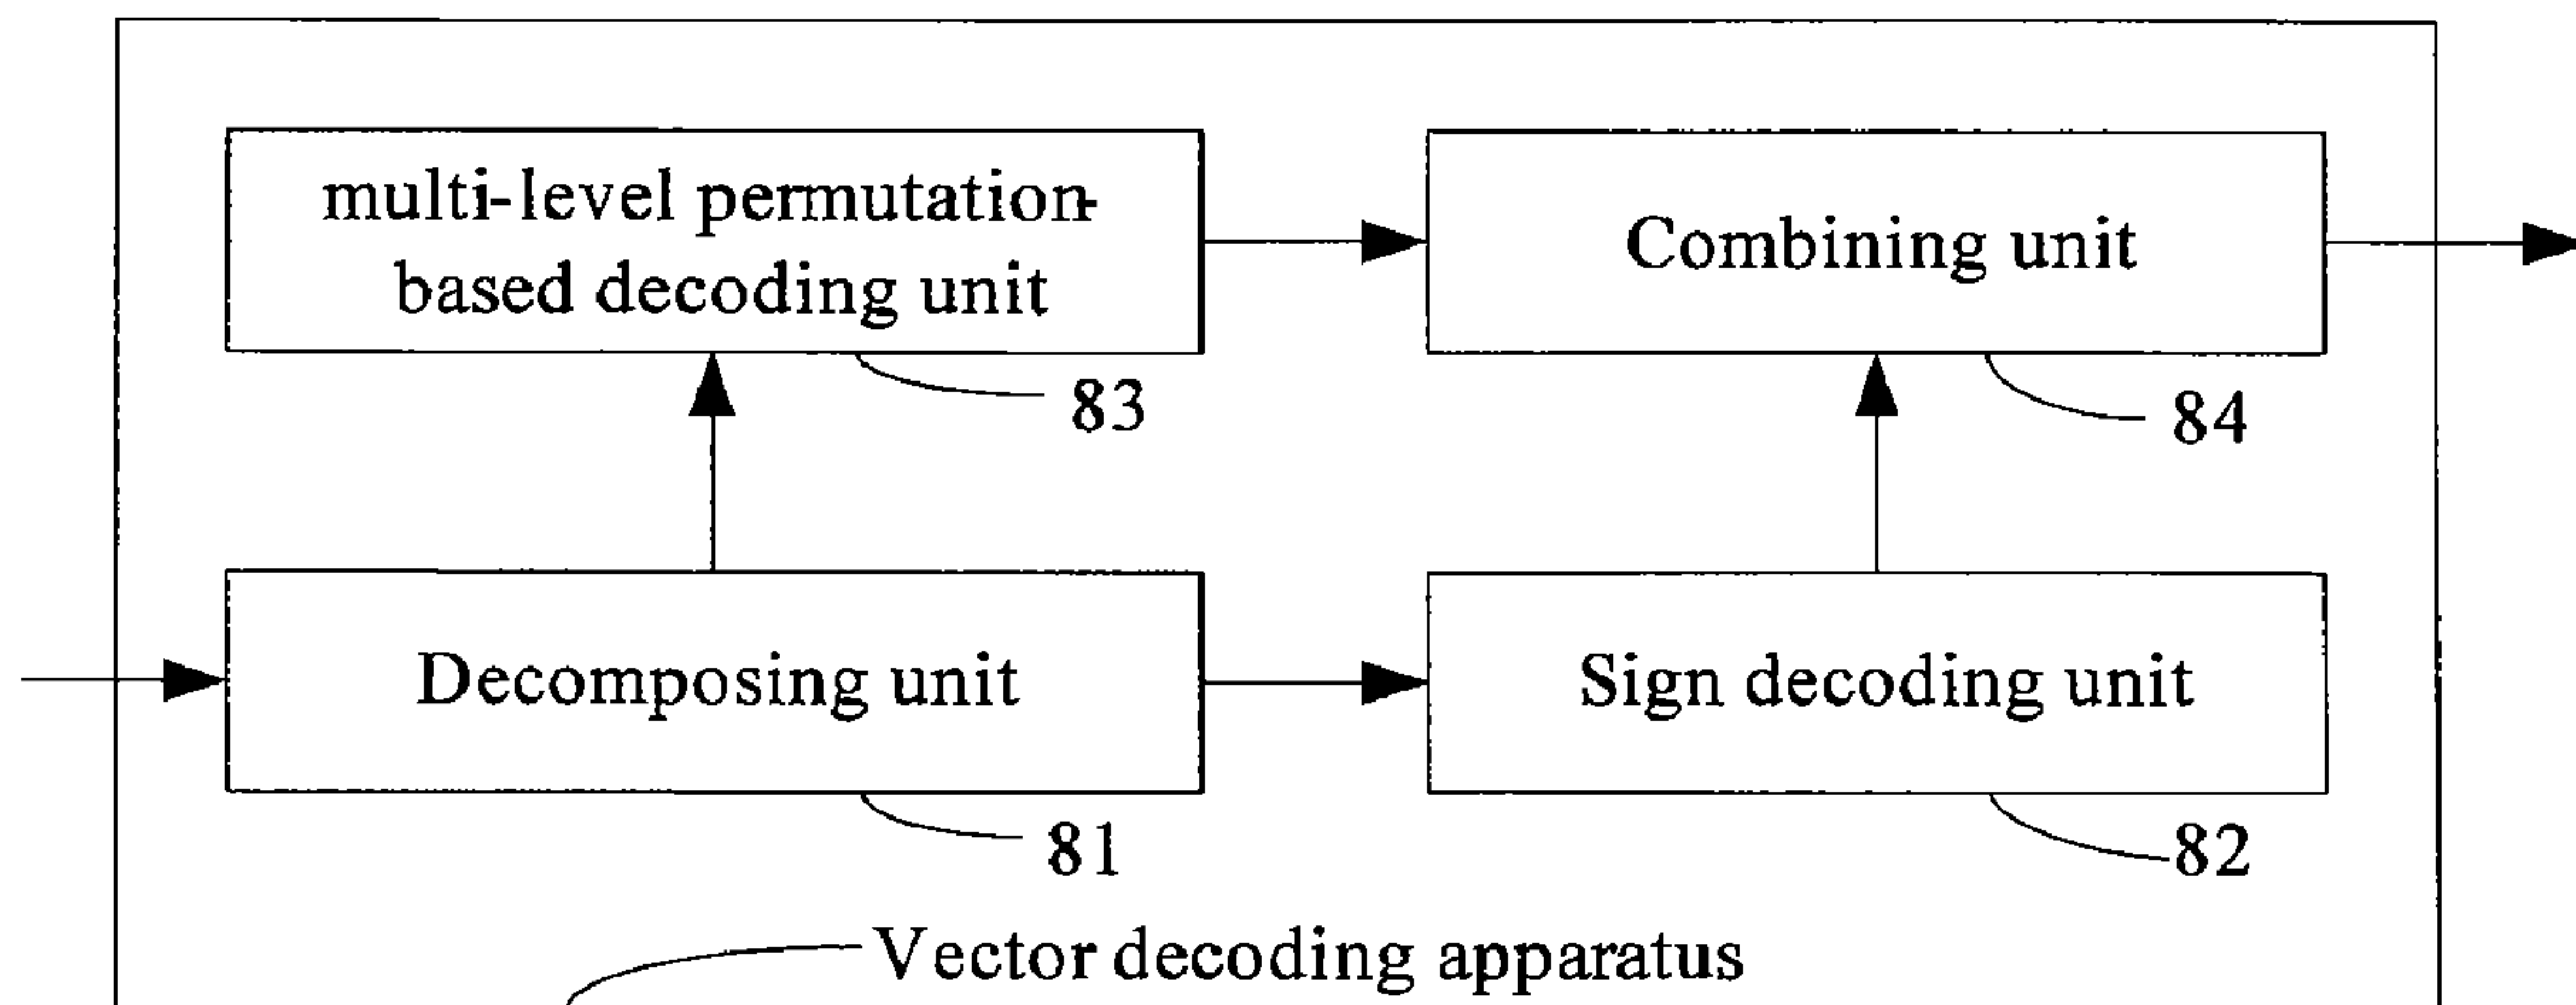 multi-level permutation-
based decoding unit
Combining unit
83
84
Decomposing unit
Sign decoding unit
81
82
Vector decoding apparatus